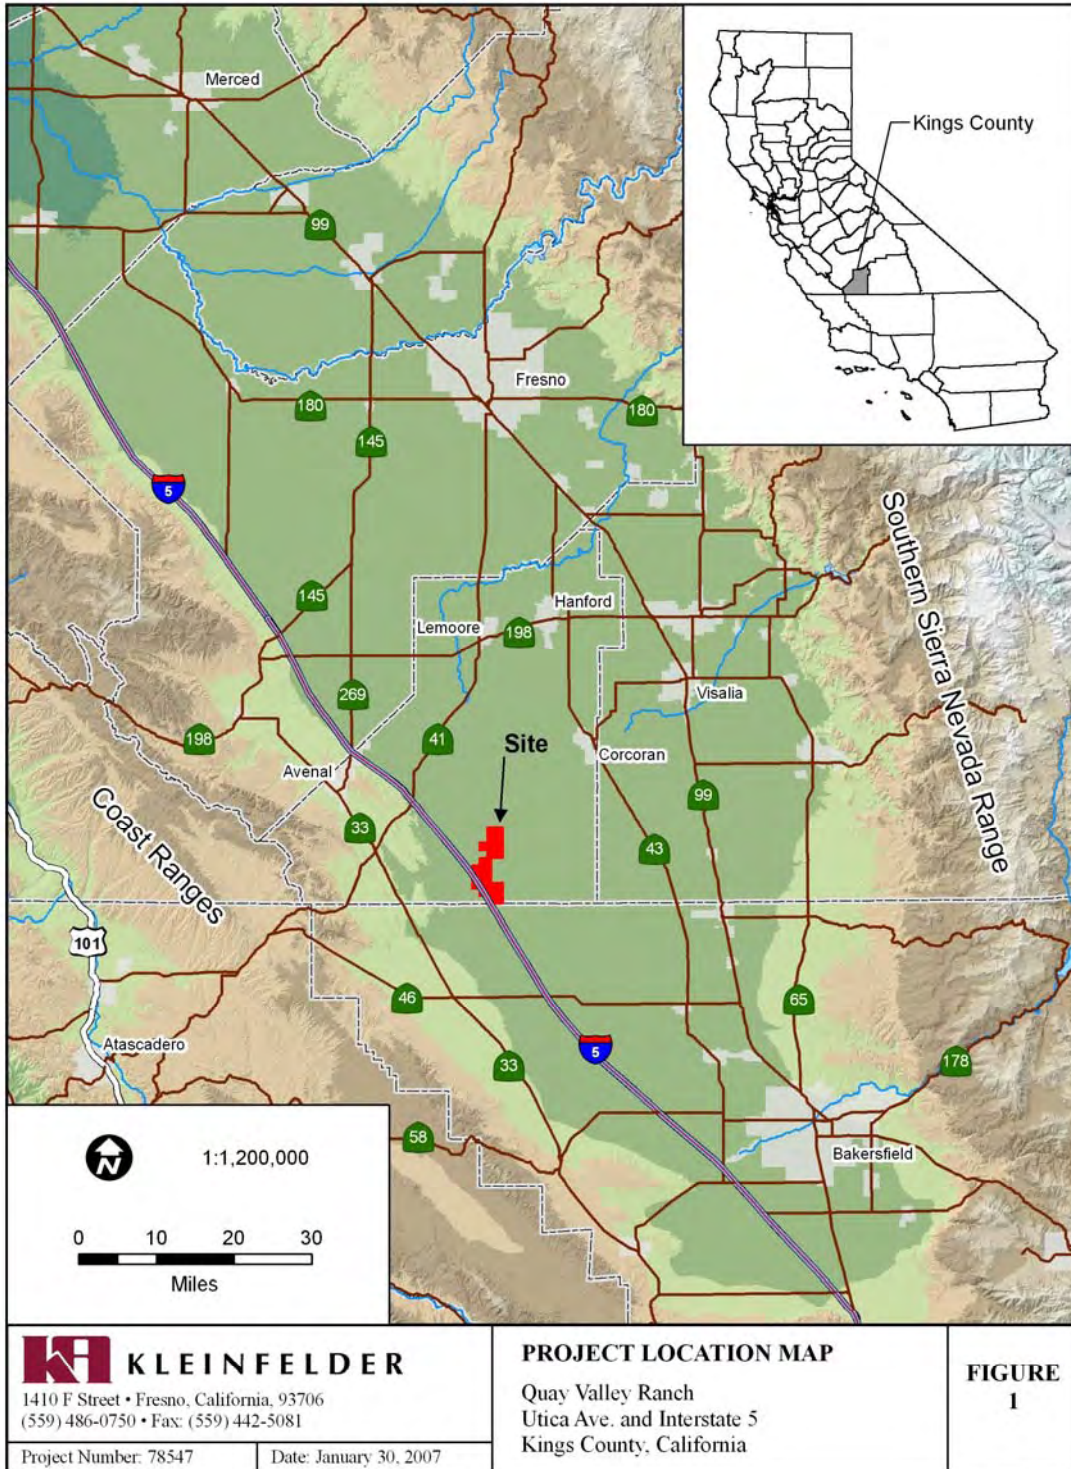 Merced
Kings County
99
Fresno
180
180
145
5
Southern Sierra Nevada Range
145
Hanford
Lemoore
198
269
Visalia
198
41
Site
Corcoran
Avenal
99
Coast Ranges
33
43
101
46
65
Atascadero
5
33
178
58
Bakersfield
N
1:1,200,000
0 10 20 30
Miles
KLEINFELDER
1410 F Street • Fresno, California, 93706
(559) 486-0750 • Fax: (559) 442-5081
Project Number: 78547
Date: January 30, 2007
PROJECT LOCATION MAP
Quay Valley Ranch
Utica Ave. and Interstate 5
Kings County, California
FIGURE
1